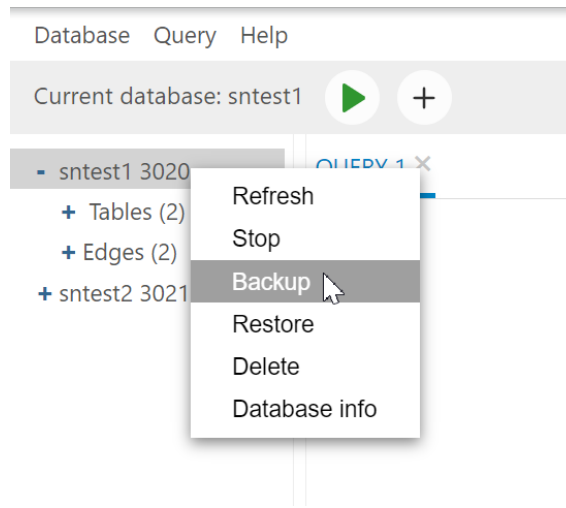 Database Query Help
Current database: sntest1
- sntest1 3020
QUERY 1 ×
+ Tables (2)
+ Edges (2)
+ sntest2 3021
Refresh
Stop
Backup
Restore
Delete
Database info